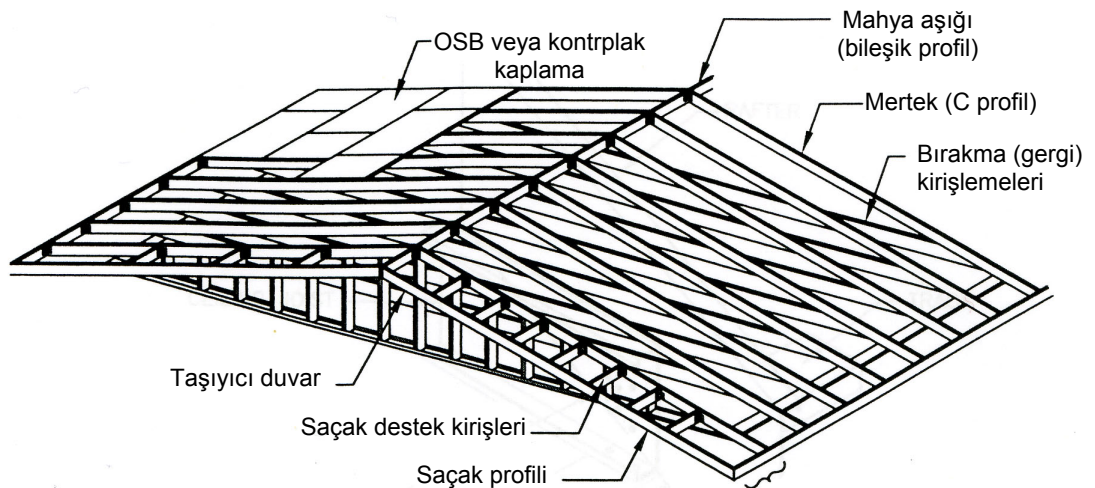 Mahya aşığı
(bileşik profil)
OSB veya kontrplak
kaplama
Mertek (C profil)
Bırakma (gergi)
kirişlemeleri
Taşıyıcı duvar
Saçak destek kirişleri
Saçak profili